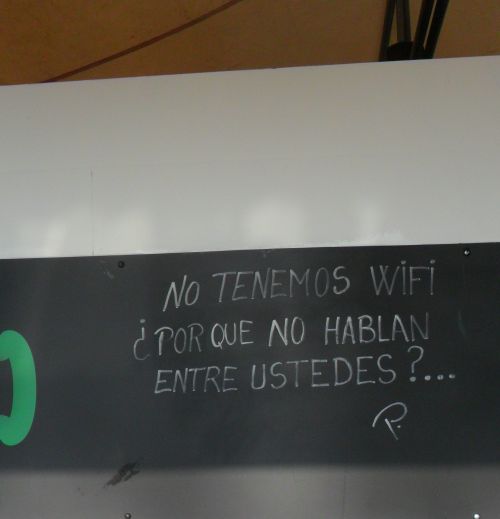 NO TENEMOS WIFI
¿POR QUE NO HABLAN
ENTRE USTEDES?....
R.